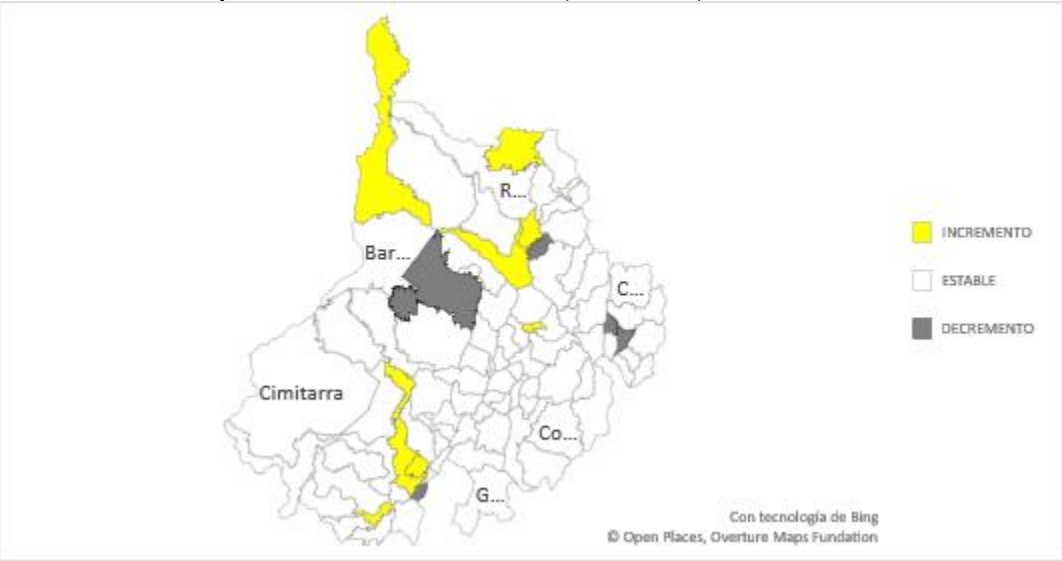 R...
Bar...
C...
Cimitarra
Co...
G...
INCREMENTO
ESTABLE
DECREMENTO
Con tecnología de Bing
© Open Places, Overture Maps Fundation